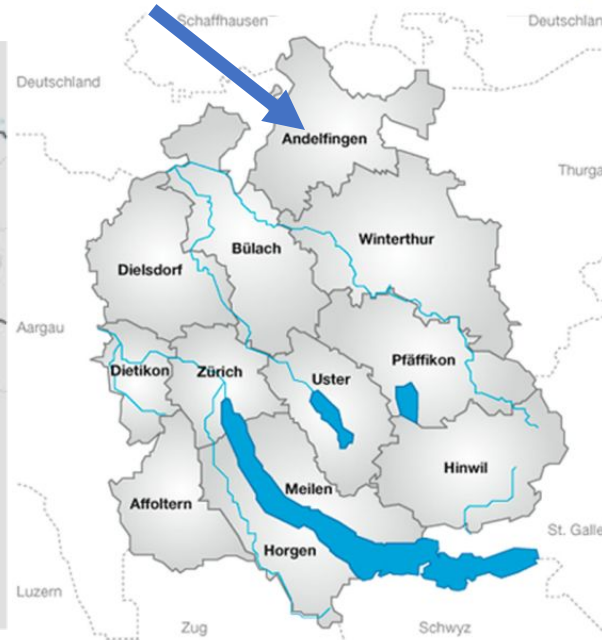 Schaffhausen
Deutschlan
Deutschland
Andelfingen
Thurga
Winterthur
Bülach
Dielsdorf
Aargau
Pfäffikon
Dietikon
Zürich
Uster
Hinwil
Meilen
Affoltern
St. Galle
Horgen
Luzern
Zug
Schwyz